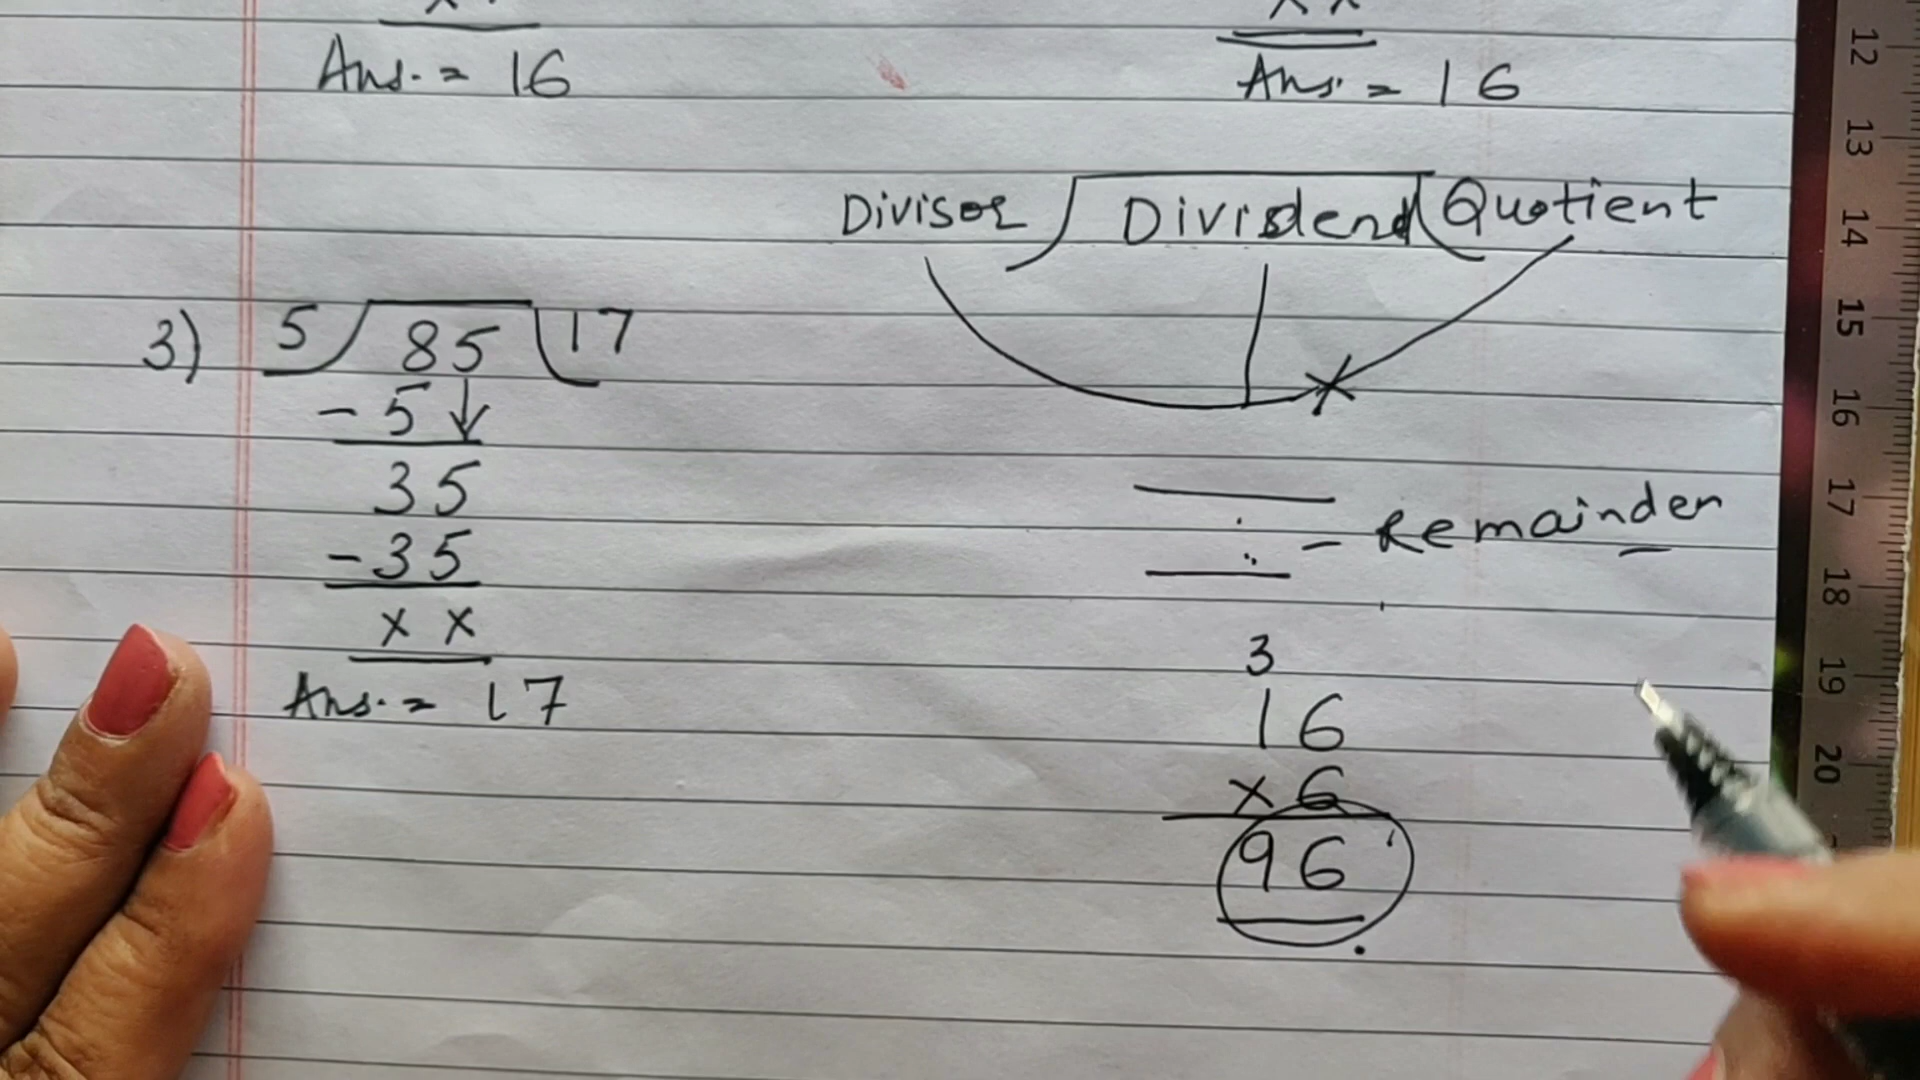 Ans. = 16
Ans. = 16
Divisor Dividend Quotient
3) 5 85 17
- 5 ↓
35
- 35
x x
Ans. = 17
- Remainder
3
16
x 6
96
12
13
14
15
16
17
18
19
20